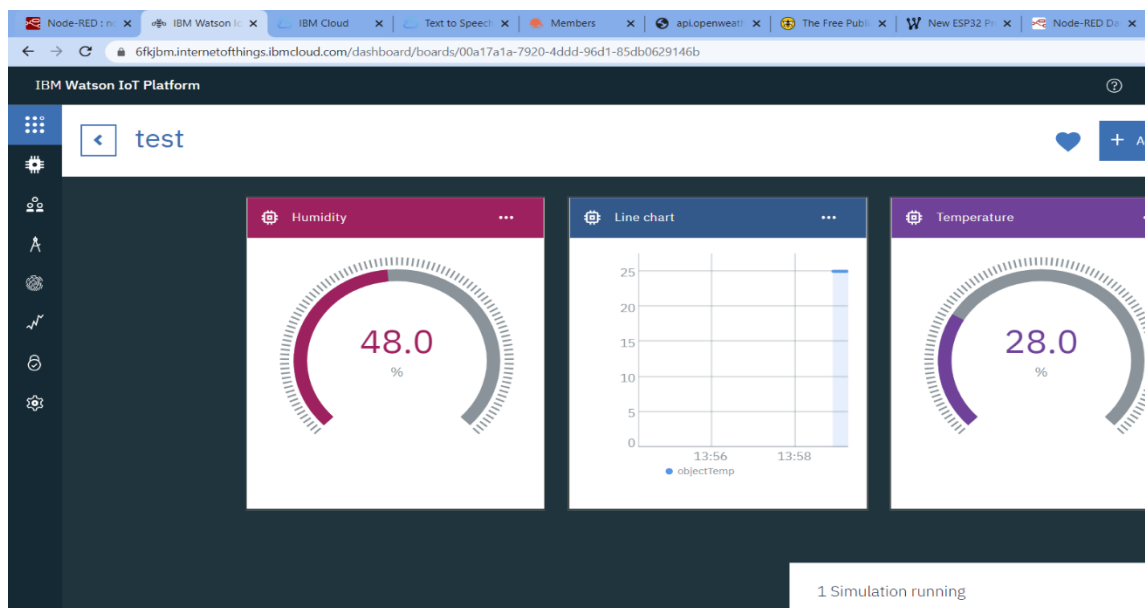 Node-RED : n
IBM Watson Io
IBM Cloud
Text to Speech
Members
api.openweath
The Free Publi
New ESP32 Pr
Node-RED Da
6fkjbm.internetofthings.ibmcloud.com/dashboard/boards/00a17a1a-7920-4ddd-96d1-85db0629146b
IBM Watson IoT Platform
test
+ A
Humidity
48.0
%
Line chart
25
20
15
10
5
0
13:56 13:58
objectTemp
Temperature
28.0
%
1 Simulation running